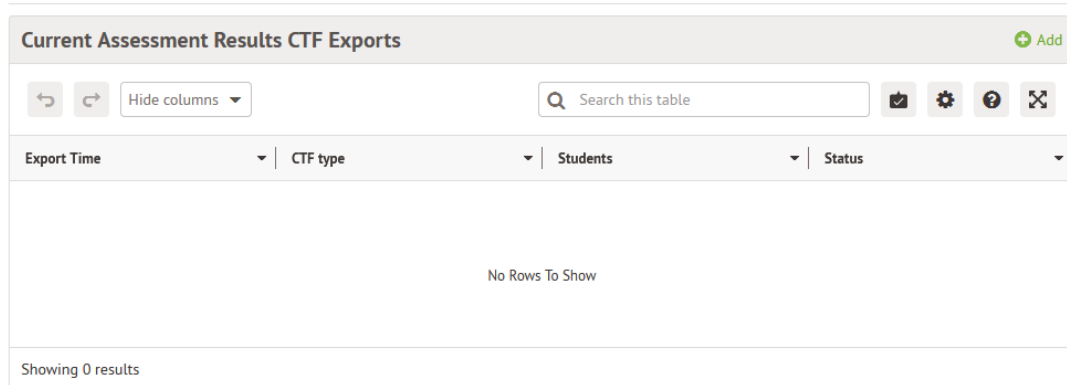 Current Assessment Results CTF Exports
Add
Hide columns
Search this table
Export Time
CTF type
Students
Status
No Rows To Show
Showing 0 results